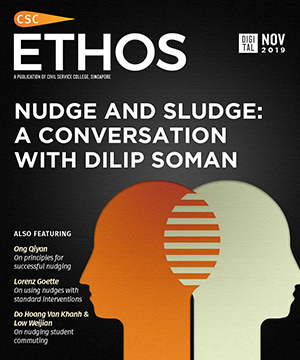 CSC
ETHOS
A PUBLICATION OF CIVIL SERVICE COLLEGE, SINGAPORE
DIGI
TAL
NOV
2019
NUDGE AND SLUDGE:
A CONVERSATION
WITH DILIP SOMAN
ALSO FEATURING
Ong Qiyan
On principles for
successful nudging
Lorenz Goette
On using nudges with
standard interventions
Do Hoang Van Khanh &
Low Weijian
On nudging student
commuting